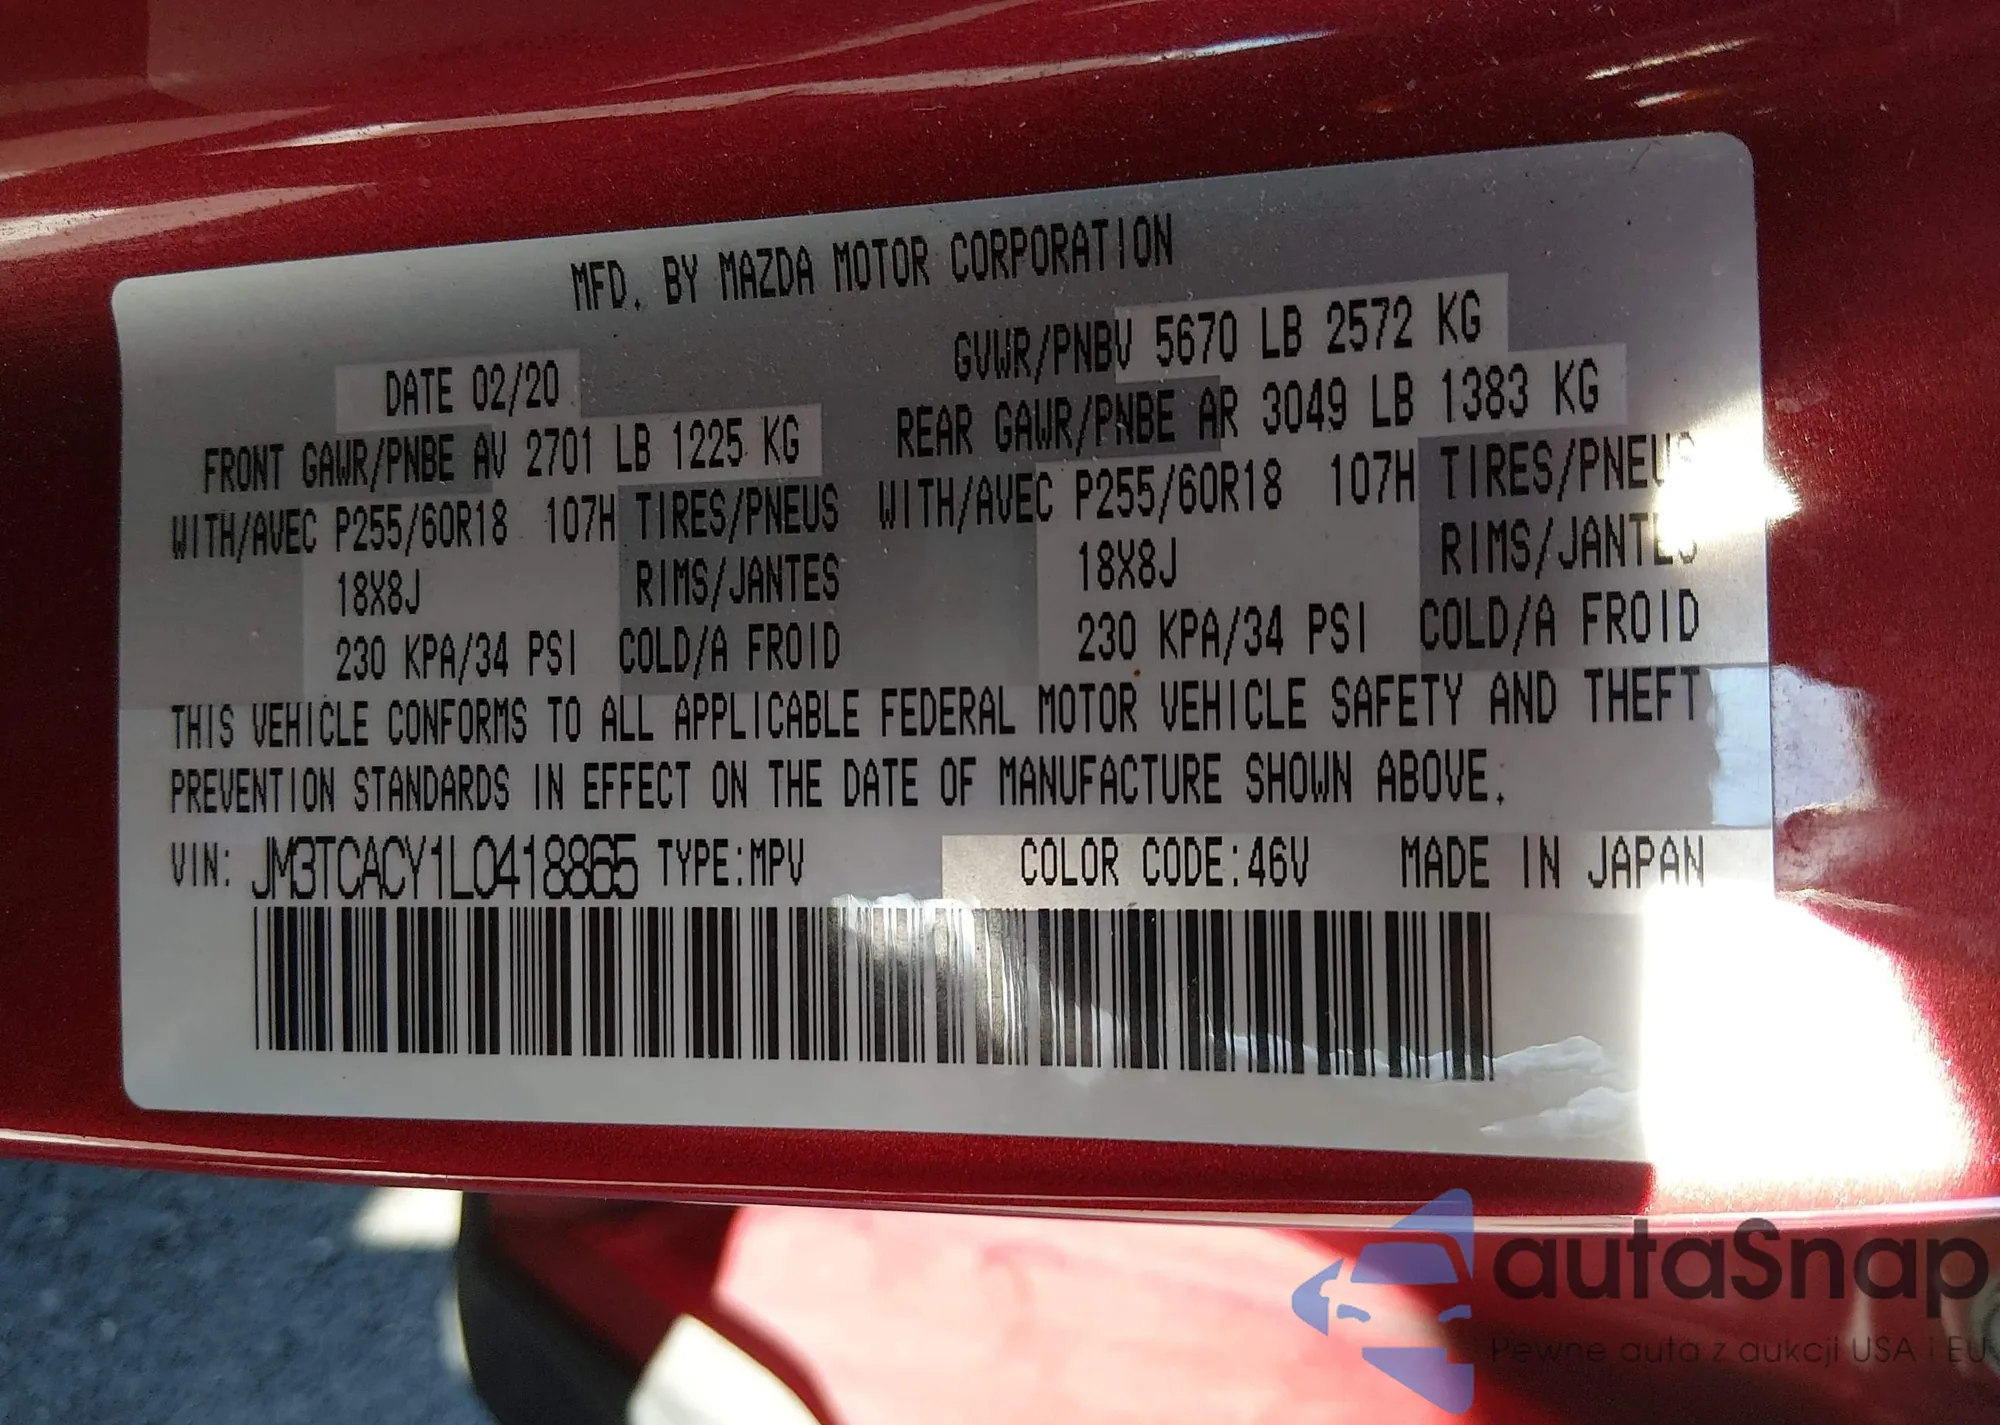 MFD. BY MAZDA MOTOR CORPORATION
DATE 02/20
GVWR/PNBV 5670 LB 2572 KG
FRONT GAWR/PNBE AV 2701 LB 1225 KG
REAR GAWR/PNBE AR 3049 LB 1383 KG
WITH/AVEC P255/60R18 107H TIRES/PNEUS
WITH/AVEC P255/60R18 107H TIRES/PNEUS
18X8J RIMS/JANTES
18X8J RIMS/JANTES
230 KPA/34 PSI COLD/A FROID
230 KPA/34 PSI COLD/A FROID
THIS VEHICLE CONFORMS TO ALL APPLICABLE FEDERAL MOTOR VEHICLE SAFETY AND THEFT
PREVENTION STANDARDS IN EFFECT ON THE DATE OF MANUFACTURE SHOWN ABOVE.
VIN: JM3TCACY1L0418865 TYPE:MPV COLOR CODE:46V MADE IN JAPAN
autaSnap
Pewne auta z aukcji USA i EU